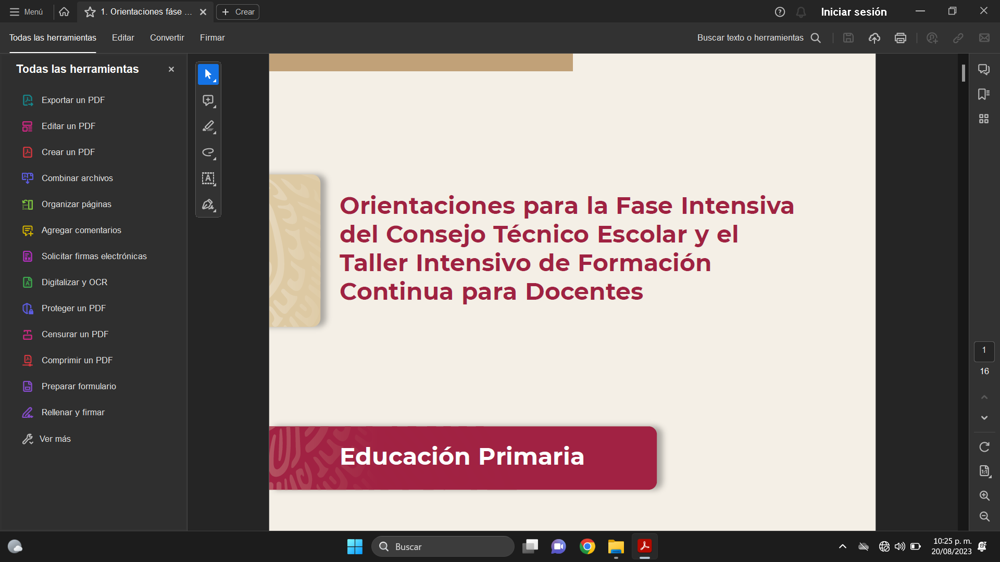 Menú
1. Orientaciones fáse ...
Crear
Iniciar sesión
Todas las herramientas
Editar
Convertir
Firmar
Buscar texto o herramientas
Todas las herramientas
Exportar un PDF
Editar un PDF
Crear un PDF
Combinar archivos
Organizar páginas
Agregar comentarios
Solicitar firmas electrónicas
Digitalizar y OCR
Proteger un PDF
Censurar un PDF
Comprimir un PDF
Preparar formulario
Rellenar y firmar
Ver más
Orientaciones para la Fase Intensiva
del Consejo Técnico Escolar y el
Taller Intensivo de Formación
Continua para Docentes
Educación Primaria
1
16
Buscar
10:25 p. m.
20/08/2023